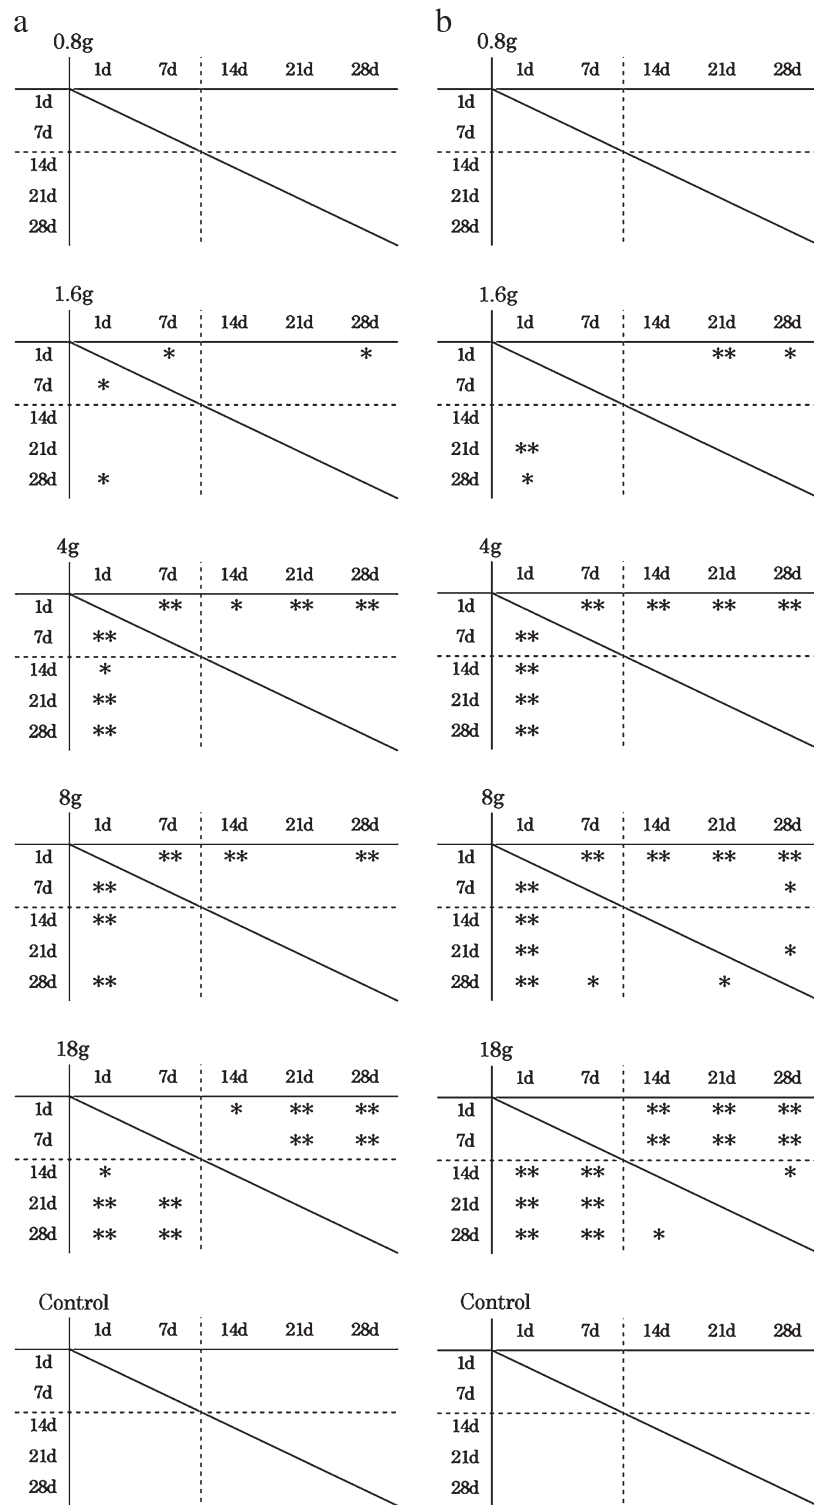 a
0.8g
1d 7d 14d 21d 28d
1d
7d
14d
21d
28d
1.6g
1d 7d 14d 21d 28d
1d * *
7d *
14d
21d
28d *
4g
1d 7d 14d 21d 28d
1d ** * ** **
7d **
14d *
21d **
28d **
8g
1d 7d 14d 21d 28d
1d ** ** **
7d **
14d **
21d
28d **
18g
1d 7d 14d 21d 28d
1d * ** **
7d ** **
14d *
21d ** **
28d ** **
Control
1d 7d 14d 21d 28d
1d
7d
14d
21d
28d
b
0.8g
1d 7d 14d 21d 28d
1d
7d
14d
21d
28d
1.6g
1d 7d 14d 21d 28d
1d ** *
7d
14d
21d **
28d *
4g
1d 7d 14d 21d 28d
1d ** ** ** **
7d **
14d **
21d **
28d **
8g
1d 7d 14d 21d 28d
1d ** ** ** **
7d ** *
14d **
21d ** *
28d ** * *
18g
1d 7d 14d 21d 28d
1d ** ** **
7d ** ** **
14d ** ** *
21d ** **
28d ** ** *
Control
1d 7d 14d 21d 28d
1d
7d
14d
21d
28d